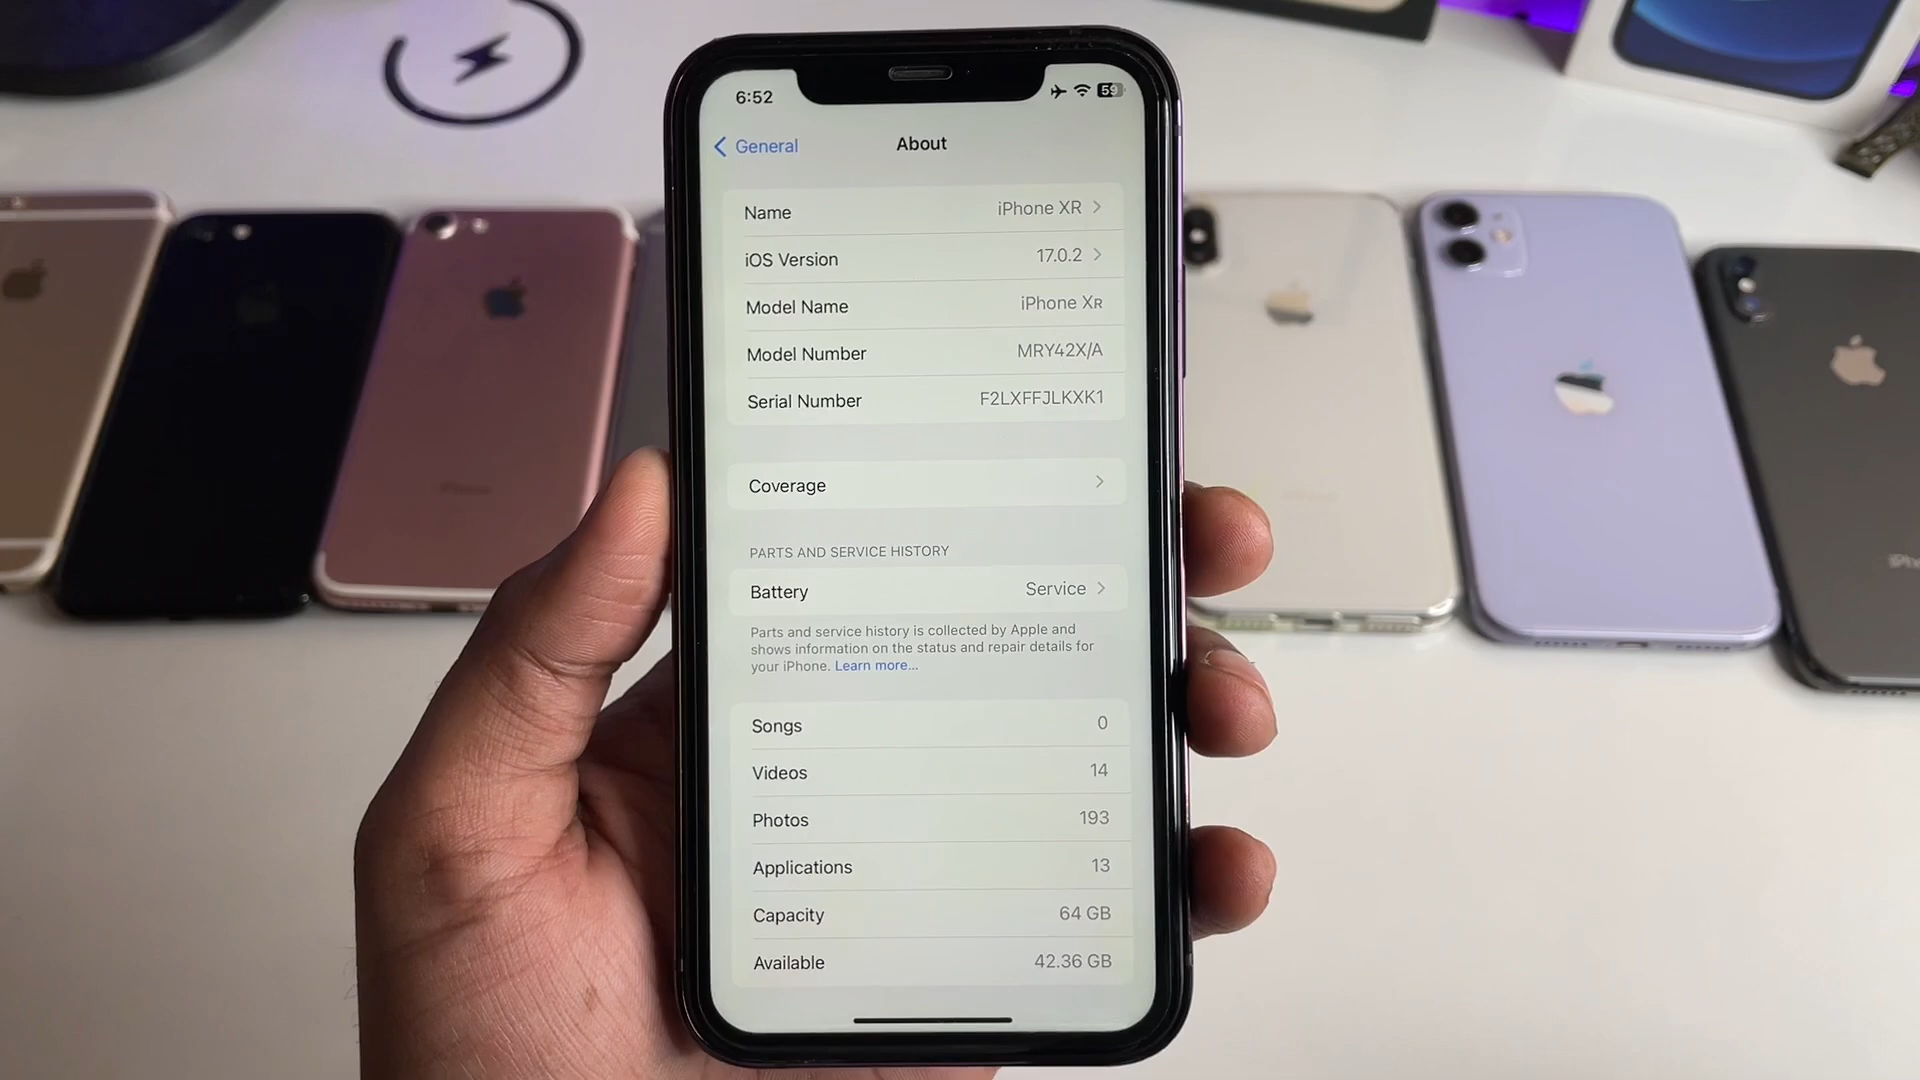 6:52
59
General
About
Name
iPhone XR
iOS Version
17.0.2
Model Name
iPhone XR
Model Number
MRY42X/A
Serial Number
F2LXFFJLKXK1
Coverage
PARTS AND SERVICE HISTORY
Battery
Service
Parts and service history is collected by Apple and
shows information on the status and repair details for
your iPhone. Learn more...
Songs
0
Videos
14
Photos
193
Applications
13
Capacity
64 GB
Available
42.36 GB